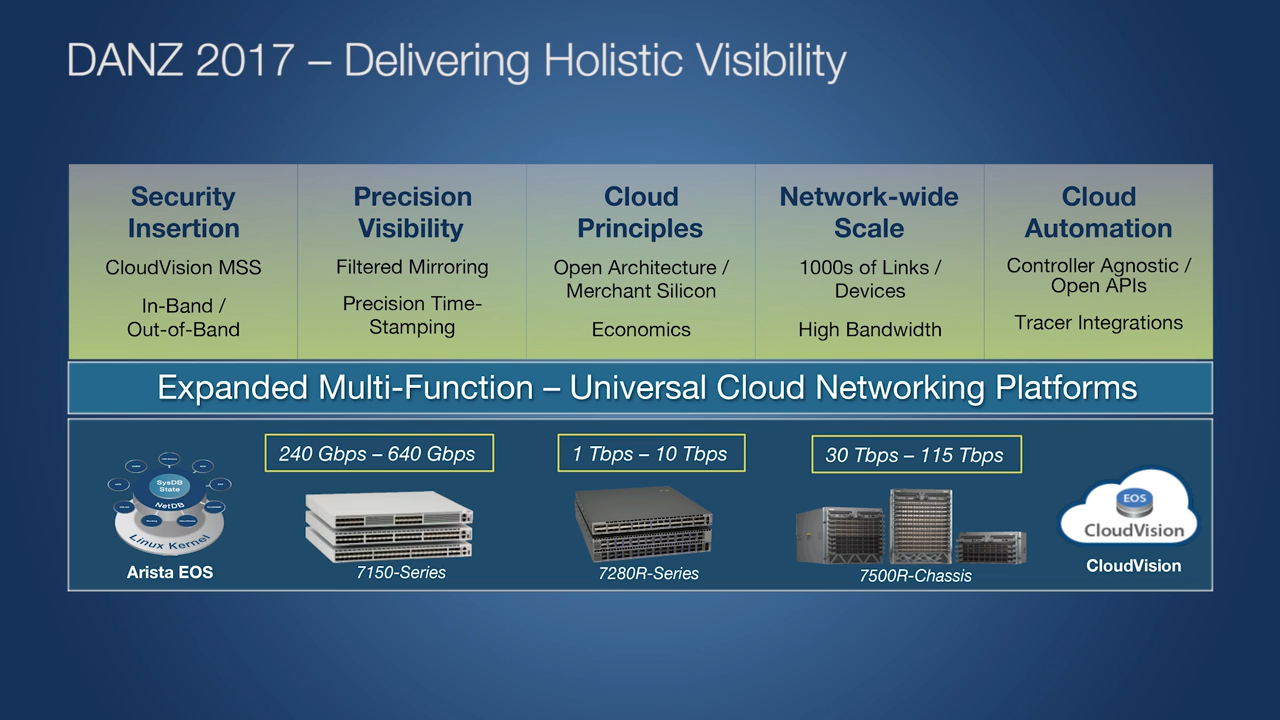 DANZ 2017 – Delivering Holistic Visibility
Security
Insertion
CloudVision MSS
In-Band /
Out-of-Band
Precision
Visibility
Filtered Mirroring
Precision Time-
Stamping
Cloud
Principles
Open Architecture /
Merchant Silicon
Economics
Network-wide
Scale
1000s of Links /
Devices
High Bandwidth
Cloud
Automation
Controller Agnostic /
Open APIs
Tracer Integrations
Expanded Multi-Function – Universal Cloud Networking Platforms
SysDB
State
NetDB
Linux Kernel
Arista EOS
240 Gbps – 640 Gbps
7150-Series
1 Tbps – 10 Tbps
7280R-Series
30 Tbps – 115 Tbps
7500R-Chassis
EOS
CloudVision
CloudVision